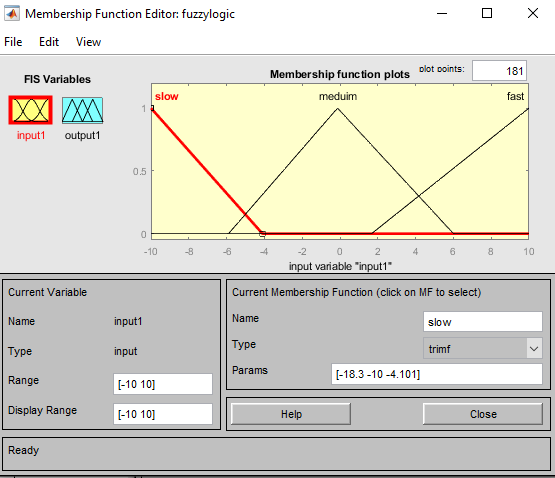 Membership Function Editor: fuzzylogic
File Edit View
FIS Variables
input1
output1
Membership function plots
plot points:
181
slow
meduim
fast
1
0.5
0
-10 -8 -6 -4 -2 0 2 4 6 8 10
input variable "input1"
Current Variable
Name input1
Type input
Range [-10 10]
Display Range [-10 10]
Current Membership Function (click on MF to select)
Name slow
Type trimf
Params [-18.3 -10 -4.101]
Help Close
Ready